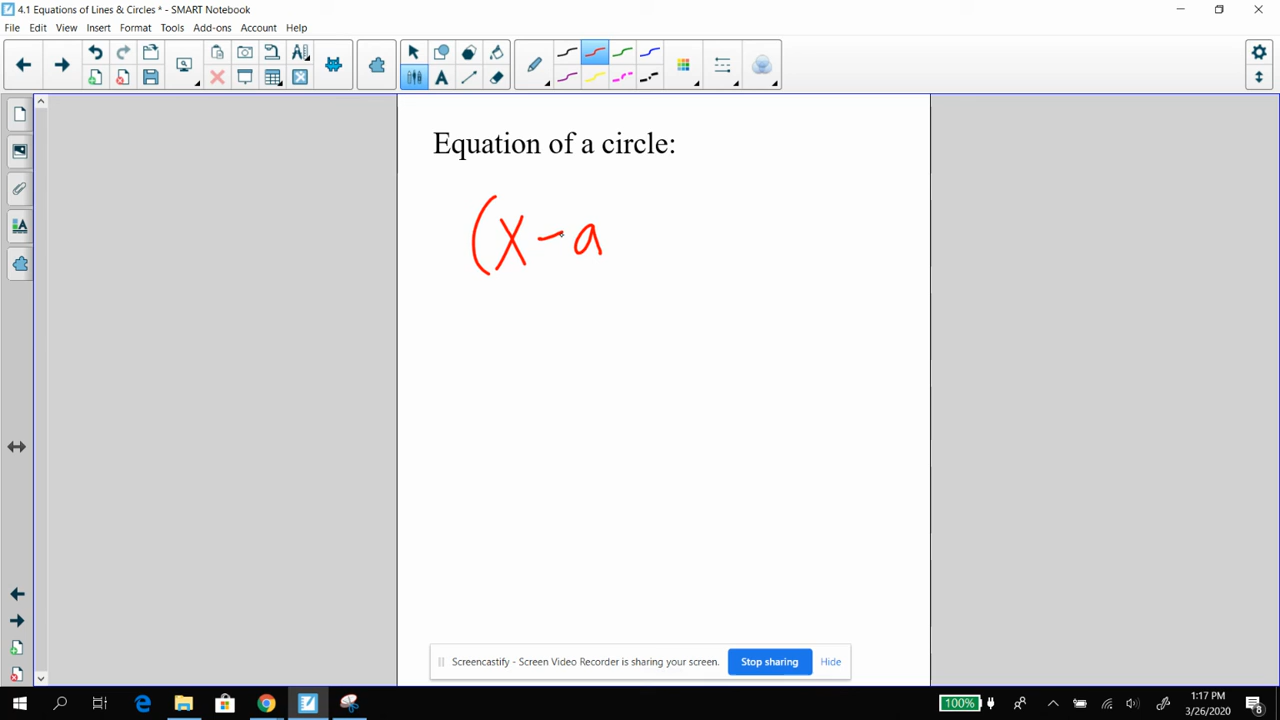 4.1 Equations of Lines & Circles * - SMART Notebook
File Edit View Insert Format Tools Add-ons Account Help
Equation of a circle:
(x - a
Screencastify - Screen Video Recorder is sharing your screen. Stop sharing Hide
100% 1:17 PM
3/26/2020 8